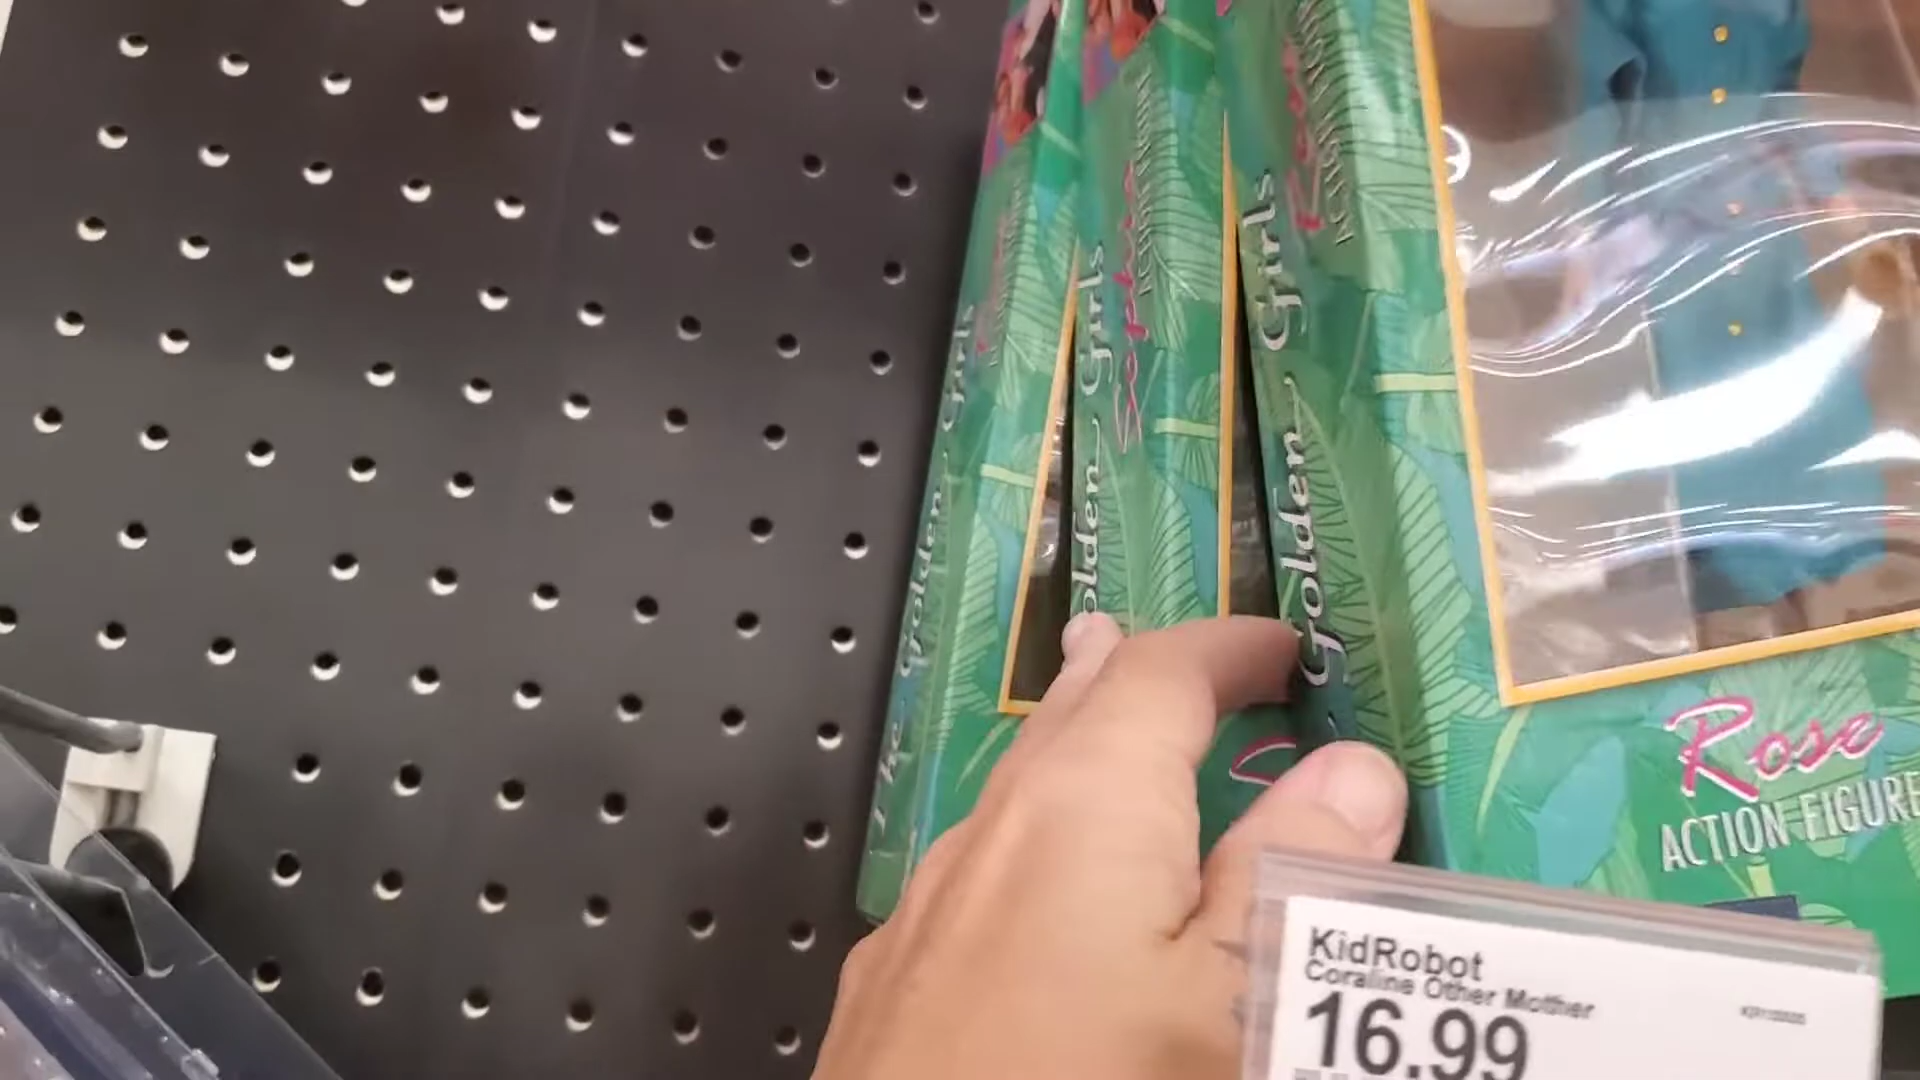 Golden Girls
The Golden Girls
Sophia
Golden Girls
Rose
Rose
ACTION FIGURE
KidRobot
Coraline Other Mother
16.99